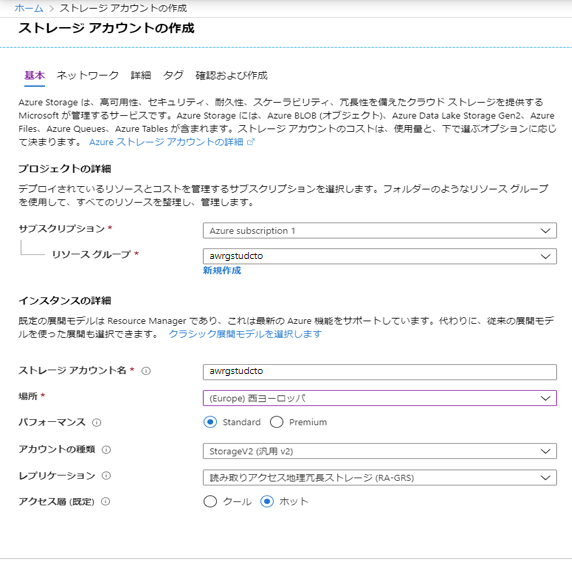 ホーム > ストレージ アカウントの作成
ストレージ アカウントの作成
基本 ネットワーク 詳細 タグ 確認および作成
Azure Storage は、高可用性、セキュリティ、耐久性、スケーラビリティ、冗長性を備えたクラウド ストレージを提供する
Microsoft が管理するサービスです。Azure Storage には、Azure BLOB (オブジェクト)、Azure Data Lake Storage Gen2、Azure
Files、Azure Queues、Azure Tables が含まれます。ストレージ アカウントのコストは、使用量と、下で選ぶオプションに応じ
て決まります。 Azure ストレージ アカウントの詳細
プロジェクトの詳細
デプロイされているリソースとコストを管理するサブスクリプションを選択します。フォルダーのようなリソース グループ
を使用して、すべてのリソースを整理し、管理します。
サブスクリプション * Azure subscription 1
リソース グループ * awrgstudcto
新規作成
インスタンスの詳細
既定の展開モデルは Resource Manager であり、これは最新の Azure 機能をサポートしています。代わりに、従来の展開モデ
ルを使った展開も選択できます。 クラシック展開モデルを選択します
ストレージ アカウント名 * awrgstudcto
場所 * (Europe) 西ヨーロッパ
パフォーマンス Standard Premium
アカウントの種類 StorageV2 (汎用 v2)
レプリケーション 読み取りアクセス地理冗長ストレージ (RA-GRS)
アクセス層 (既定) クール ホット